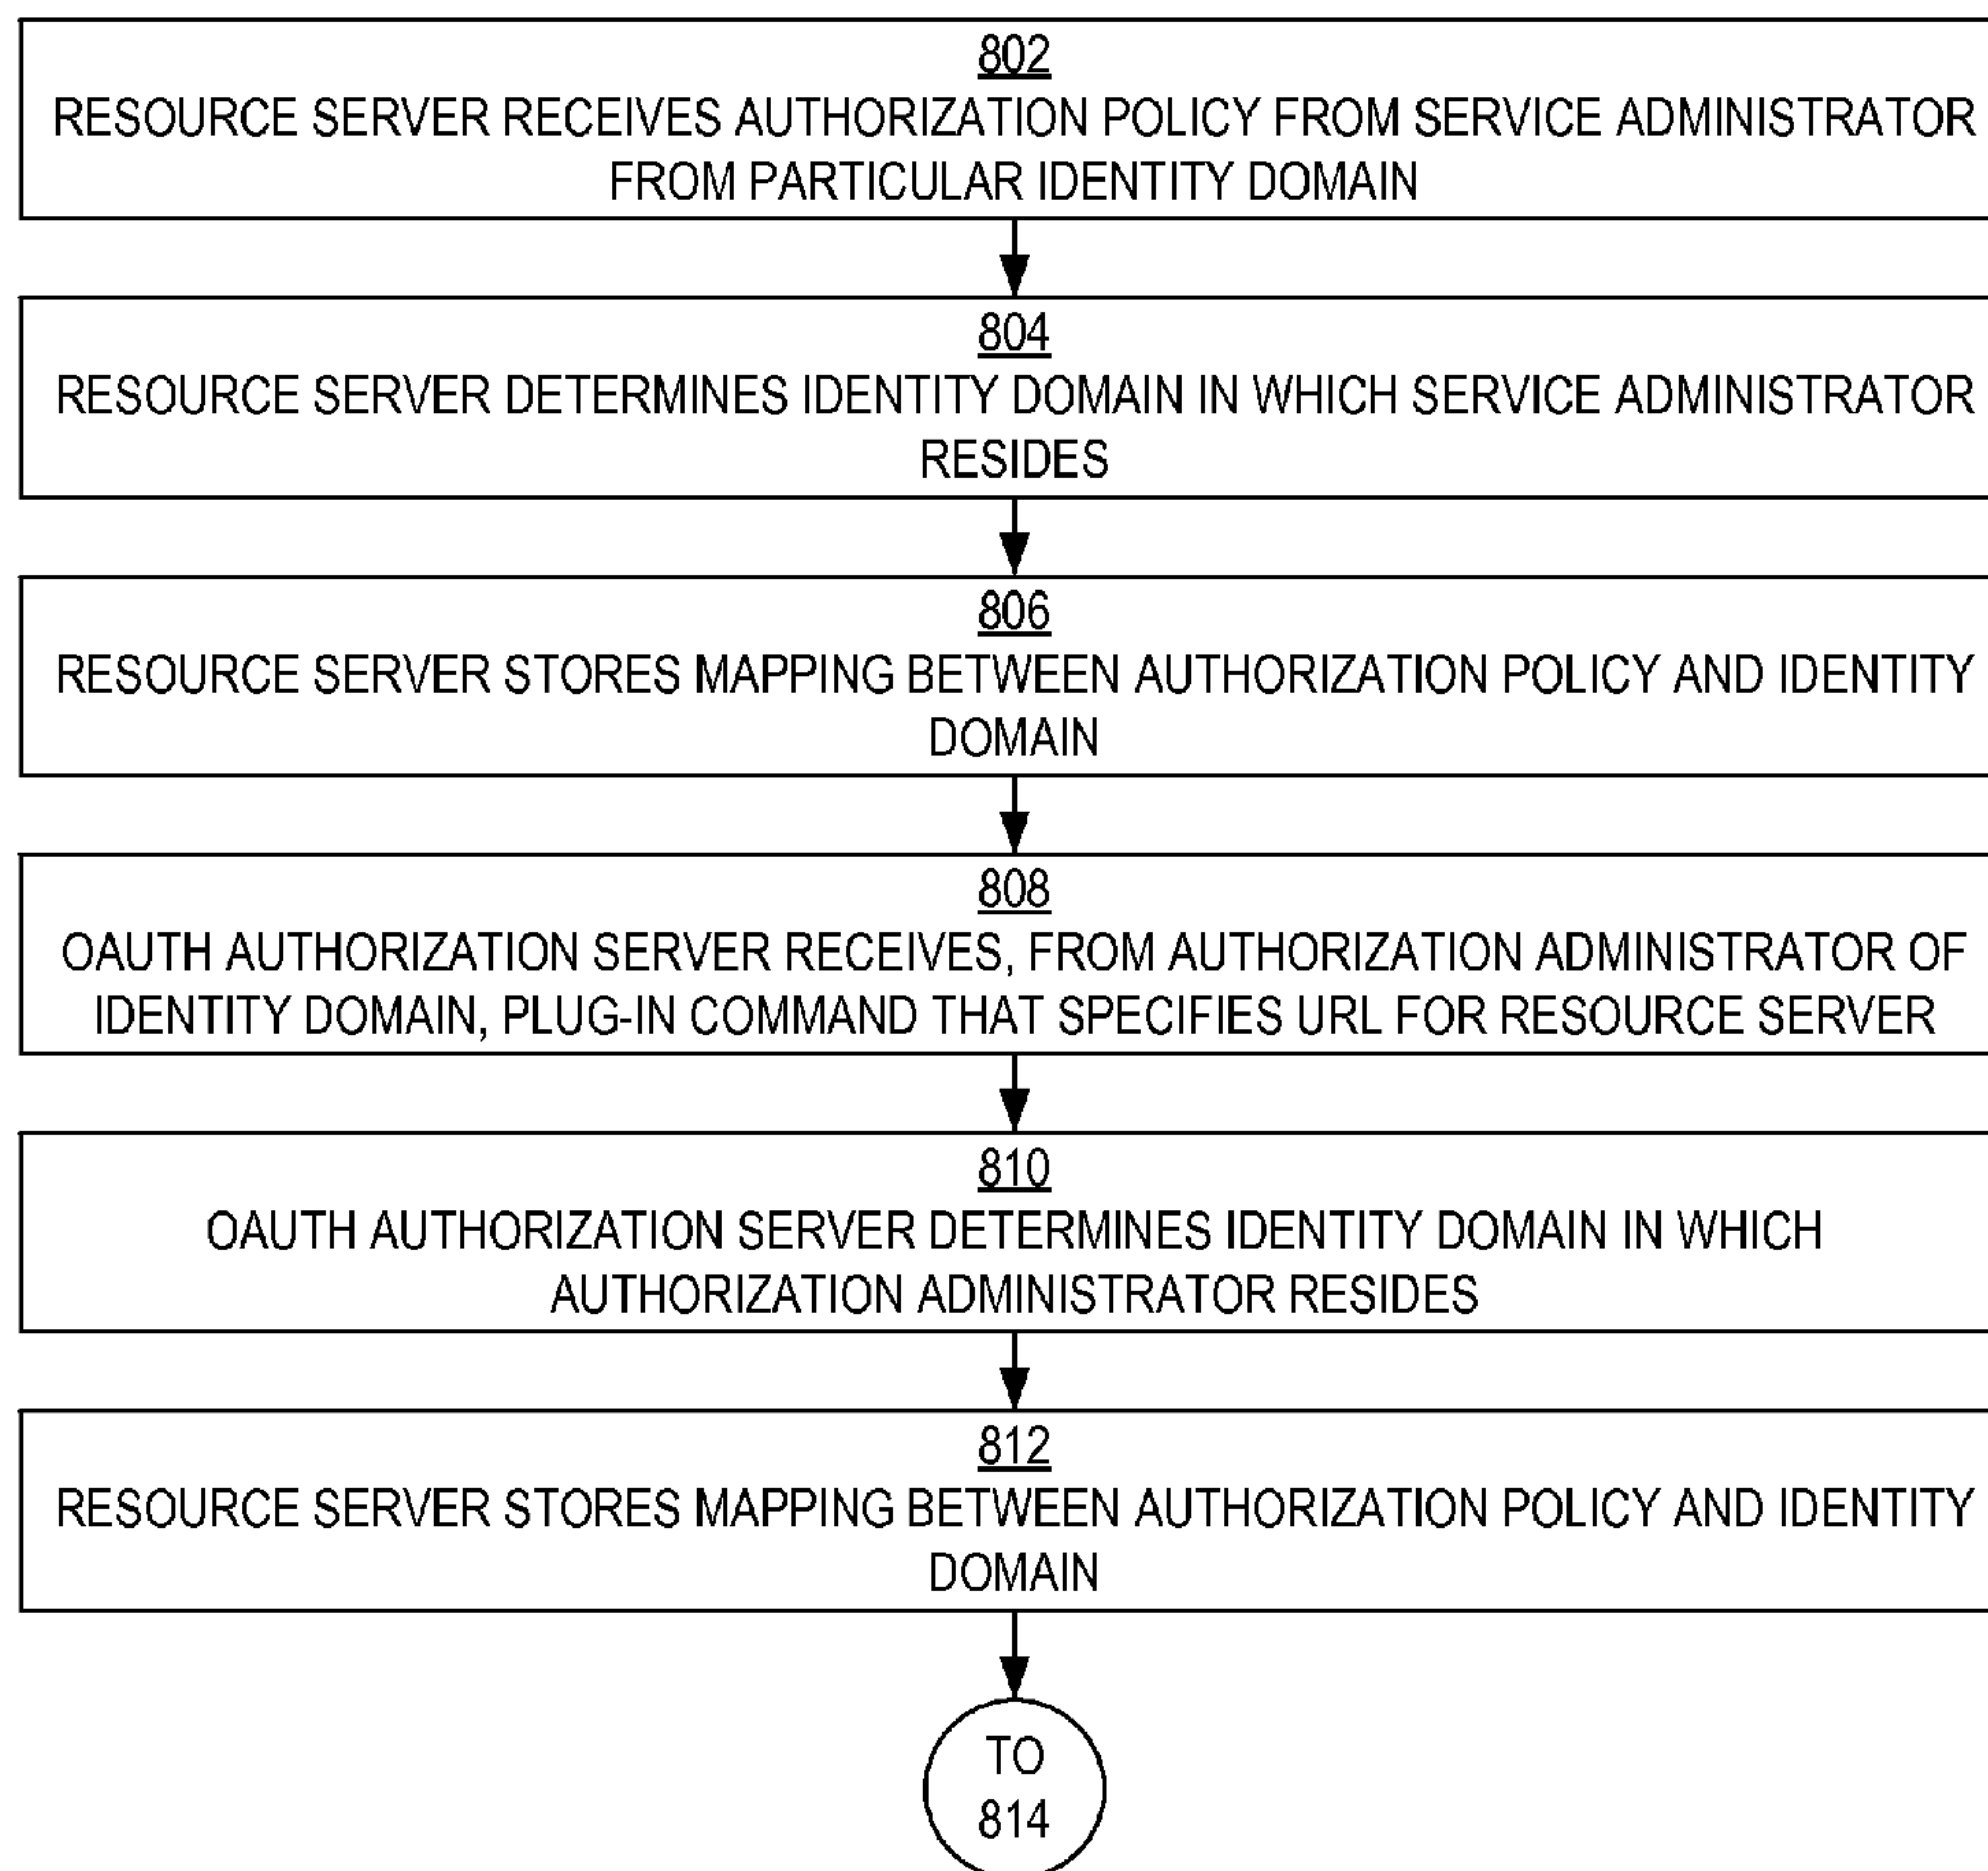 802
RESOURCE SERVER RECEIVES AUTHORIZATION POLICY FROM SERVICE ADMINISTRATOR
FROM PARTICULAR IDENTITY DOMAIN
804
RESOURCE SERVER DETERMINES IDENTITY DOMAIN IN WHICH SERVICE ADMINISTRATOR
RESIDES
806
RESOURCE SERVER STORES MAPPING BETWEEN AUTHORIZATION POLICY AND IDENTITY
DOMAIN
808
OAUTH AUTHORIZATION SERVER RECEIVES, FROM AUTHORIZATION ADMINISTRATOR OF
IDENTITY DOMAIN, PLUG-IN COMMAND THAT SPECIFIES URL FOR RESOURCE SERVER
810
OAUTH AUTHORIZATION SERVER DETERMINES IDENTITY DOMAIN IN WHICH
AUTHORIZATION ADMINISTRATOR RESIDES
812
RESOURCE SERVER STORES MAPPING BETWEEN AUTHORIZATION POLICY AND IDENTITY
DOMAIN
TO
814